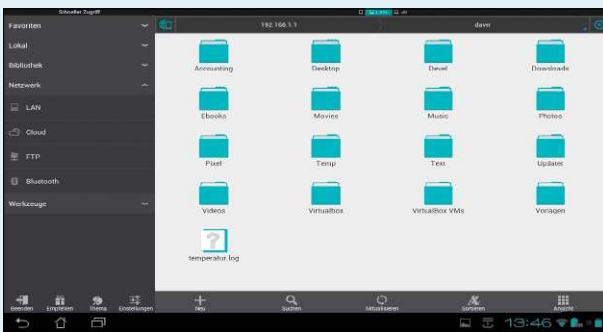 Schneller Zugriff
LAN
Favoriten
192.168.1.1
dave
Lokal
Bibliothek
Netzwerk
LAN
Cloud
FTP
Bluetooth
Werkzeuge
Accounting
Desktop
Devel
Downloads
Ebooks
Movies
Music
Photos
Pixel
Temp
Text
Updater
Videos
Virtualbox
VirtualBox VMs
Vorlagen
temperatur.log
Beenden
Empfehlen
Thema
Einstellungen
Neu
Suchen
Aktualisieren
Sortieren
Ansicht
13:46